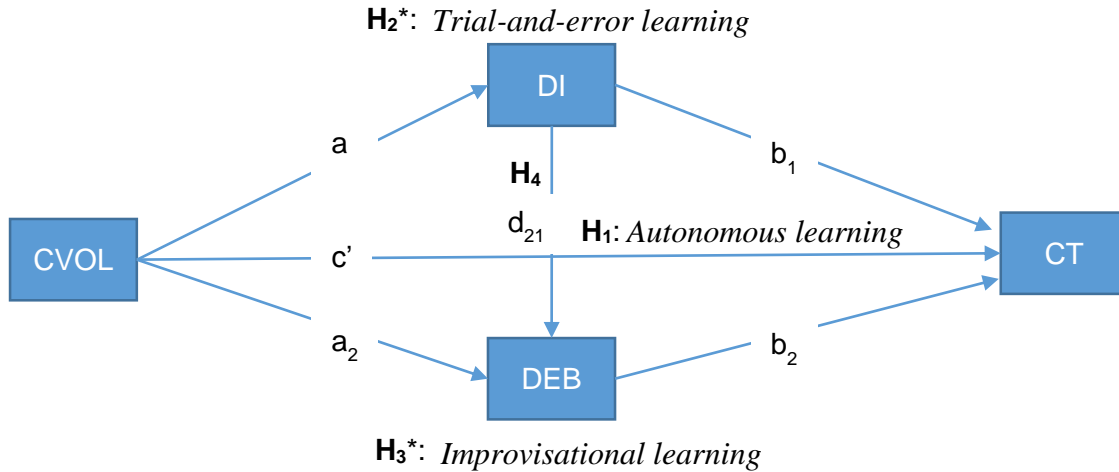 H₂*: Trial-and-error learning
DI
a
b₁
H₄
d₂₁
H₁: Autonomous learning
CVOL
c’
CT
a₂
b₂
DEB
H₃*: Improvisational learning